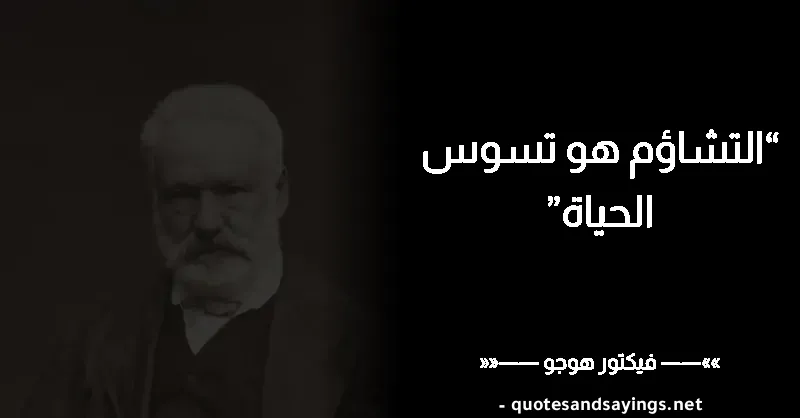 “التشاؤم هو تسوس
الحياة”
»»—— فيكتور هوجو ——««
- quotesandsayings.net